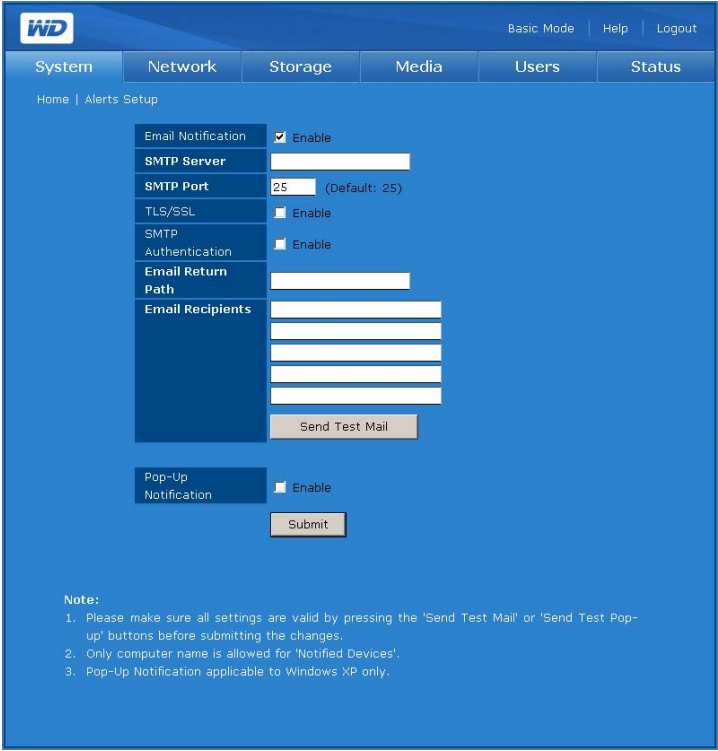 WD
Basic Mode | Help | Logout
System Network Storage Media Users Status
Home | Alerts Setup
Email Notification Enable
SMTP Server
SMTP Port 25 (Default: 25)
TLS/SSL Enable
SMTP
Authentication Enable
Email Return
Path
Email Recipients
Send Test Mail
Pop-Up
Notification Enable
Submit
Note:
1. Please make sure all settings are valid by pressing the 'Send Test Mail' or 'Send Test Pop-
up' buttons before submitting the changes.
2. Only computer name is allowed for 'Notified Devices'.
3. Pop-Up Notification applicable to Windows XP only.